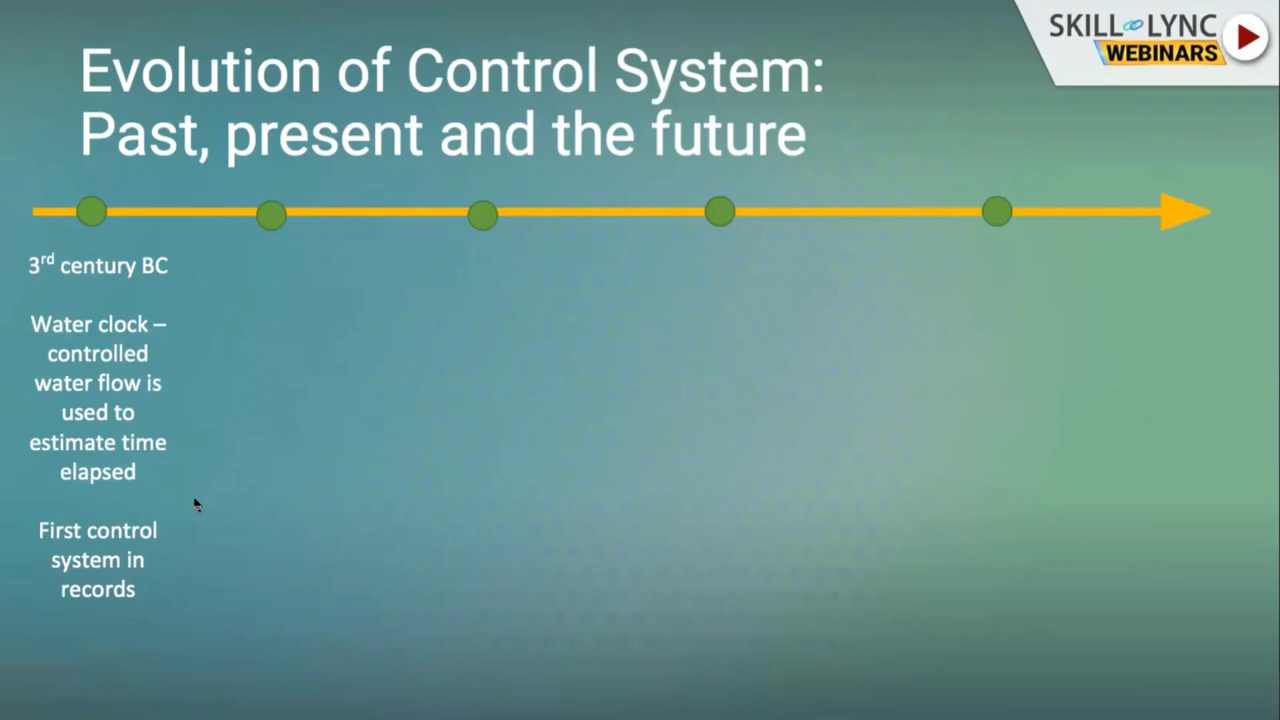 SKILL LYNC
WEBINARS
Evolution of Control System:
Past, present and the future
3rd century BC
Water clock –
controlled
water flow is
used to
estimate time
elapsed
First control
system in
records